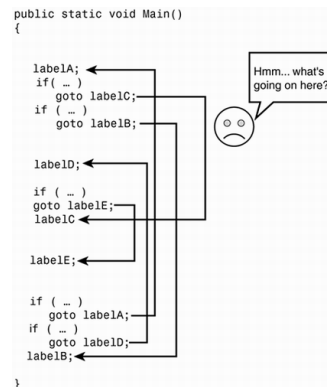 public static void Main()
{
labelA;
if( … )
goto labelC;
if ( … )
goto labelB;
Hmm... what's
going on here?
labelD;
if ( … )
goto labelE;
labelC
labelE;
if ( … )
goto labelA;
if ( … )
goto labelD;
labelB;
}